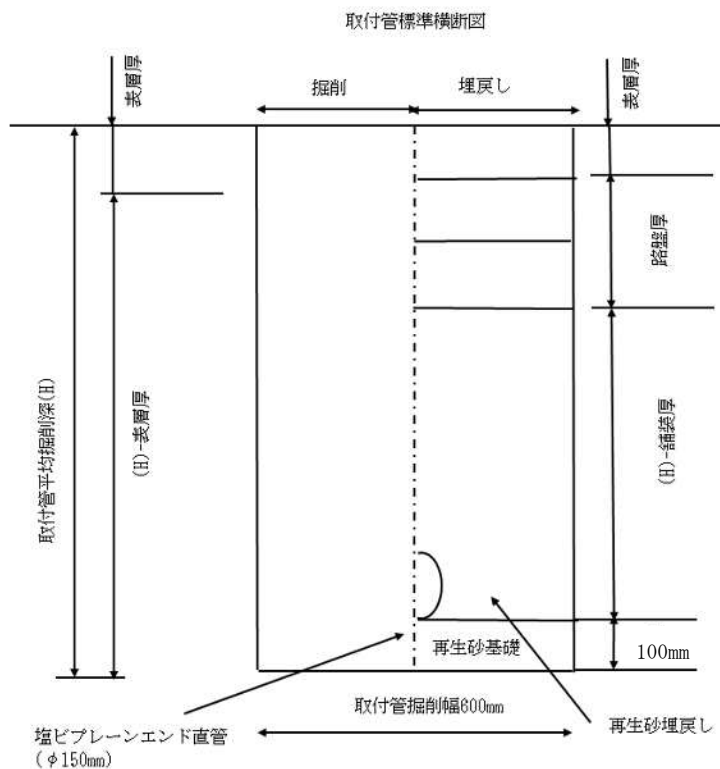 取付管標準横断図
表層厚
掘削
埋戻し
表層厚
路盤厚
取付管平均掘削深(H)
(H)-表層厚
(H)-舗装厚
再生砂基礎
100mm
取付管掘削幅600mm
塩ビプレーンエンド直管
(φ150mm)
再生砂埋戻し